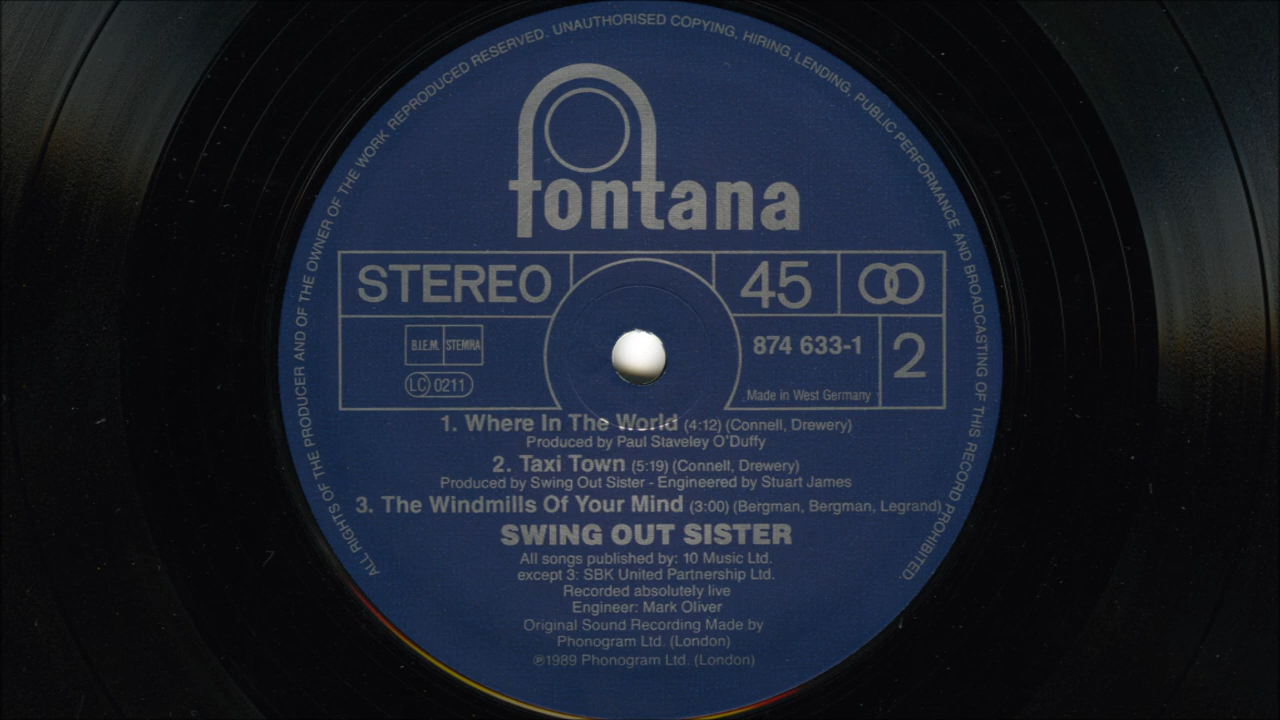 ALL RIGHTS OF THE PRODUCER AND OF THE OWNER OF THE WORK REPRODUCED RESERVED. UNAUTHORISED COPYING, HIRING, LENDING, PUBLIC PERFORMANCE AND BROADCASTING OF THIS RECORD PROHIBITED.
fontana
STEREO 45
B.I.E.M. STEMRA 874 633-1 2
LC 0211 Made in West Germany
1. Where In The World (4:12) (Connell, Drewery)
Produced by Paul Staveley O'Duffy
2. Taxi Town (5:19) (Connell, Drewery)
Produced by Swing Out Sister - Engineered by Stuart James
3. The Windmills Of Your Mind (3:00) (Bergman, Bergman, Legrand)
SWING OUT SISTER
All songs published by: 10 Music Ltd.
except 3: SBK United Partnership Ltd.
Recorded absolutely live
Engineer: Mark Oliver
Original Sound Recording Made by
Phonogram Ltd. (London)
℗1989 Phonogram Ltd. (London)